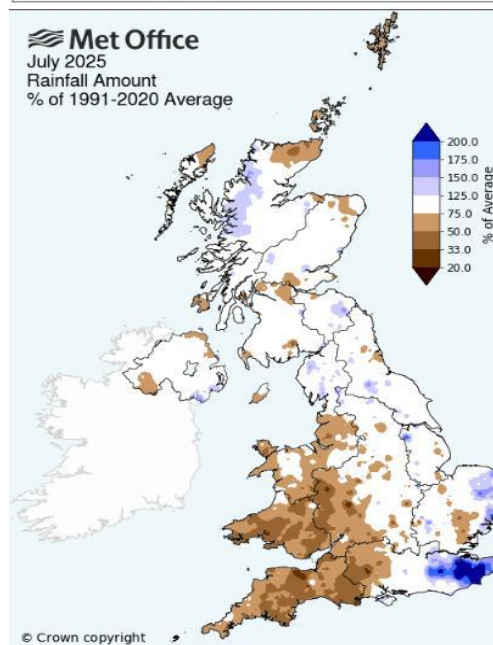 Met Office
July 2025
Rainfall Amount
% of 1991-2020 Average
200.0
175.0
150.0
125.0
75.0
50.0
33.0
20.0
% of Average
© Crown copyright